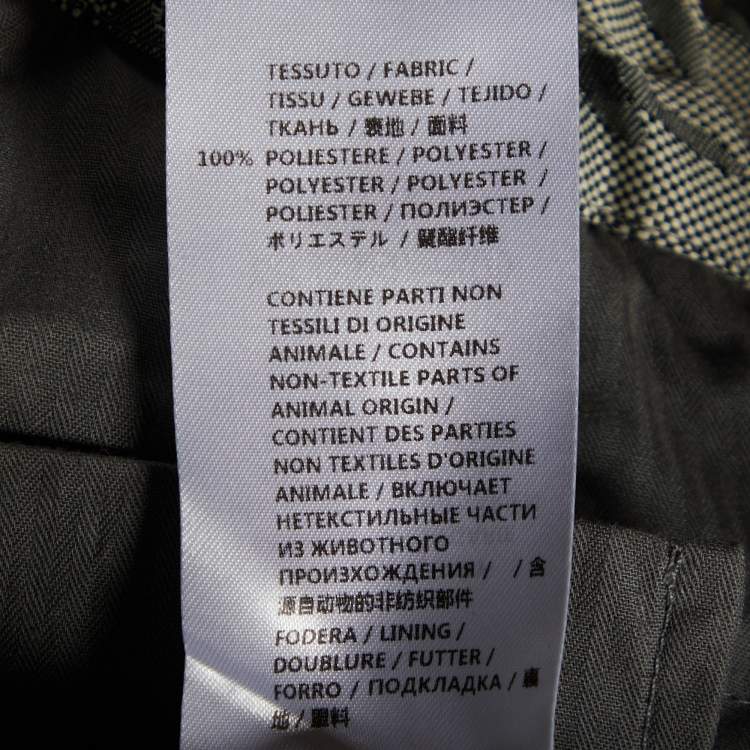 TESSUTO / FABRIC /
TISSU / GEWEBE / TEJIDO /
ТКАНЬ / 表地 / 面料
100% POLIESTERE / POLYESTER /
POLYESTER / POLYESTER /
POLIESTER / ПОЛИЭСТЕР /
ポリエステル / 聚酯纤维
CONTIENE PARTI NON
TESSILI DI ORIGINE
ANIMALE / CONTAINS
NON-TEXTILE PARTS OF
ANIMAL ORIGIN /
CONTIENT DES PARTIES
NON TEXTILES D'ORIGINE
ANIMALE / ВКЛЮЧАЕТ
НЕТЕКСТИЛЬНЫЕ ЧАСТИ
ИЗ ЖИВОТНОГО
ПРОИЗХОЖДЕНИЯ / / 含
源自动物的非纺织部件
FODERA / LINING /
DOUBLURE / FUTTER /
FORRO / ПОДКЛАДКА / 裏
地 / 里料